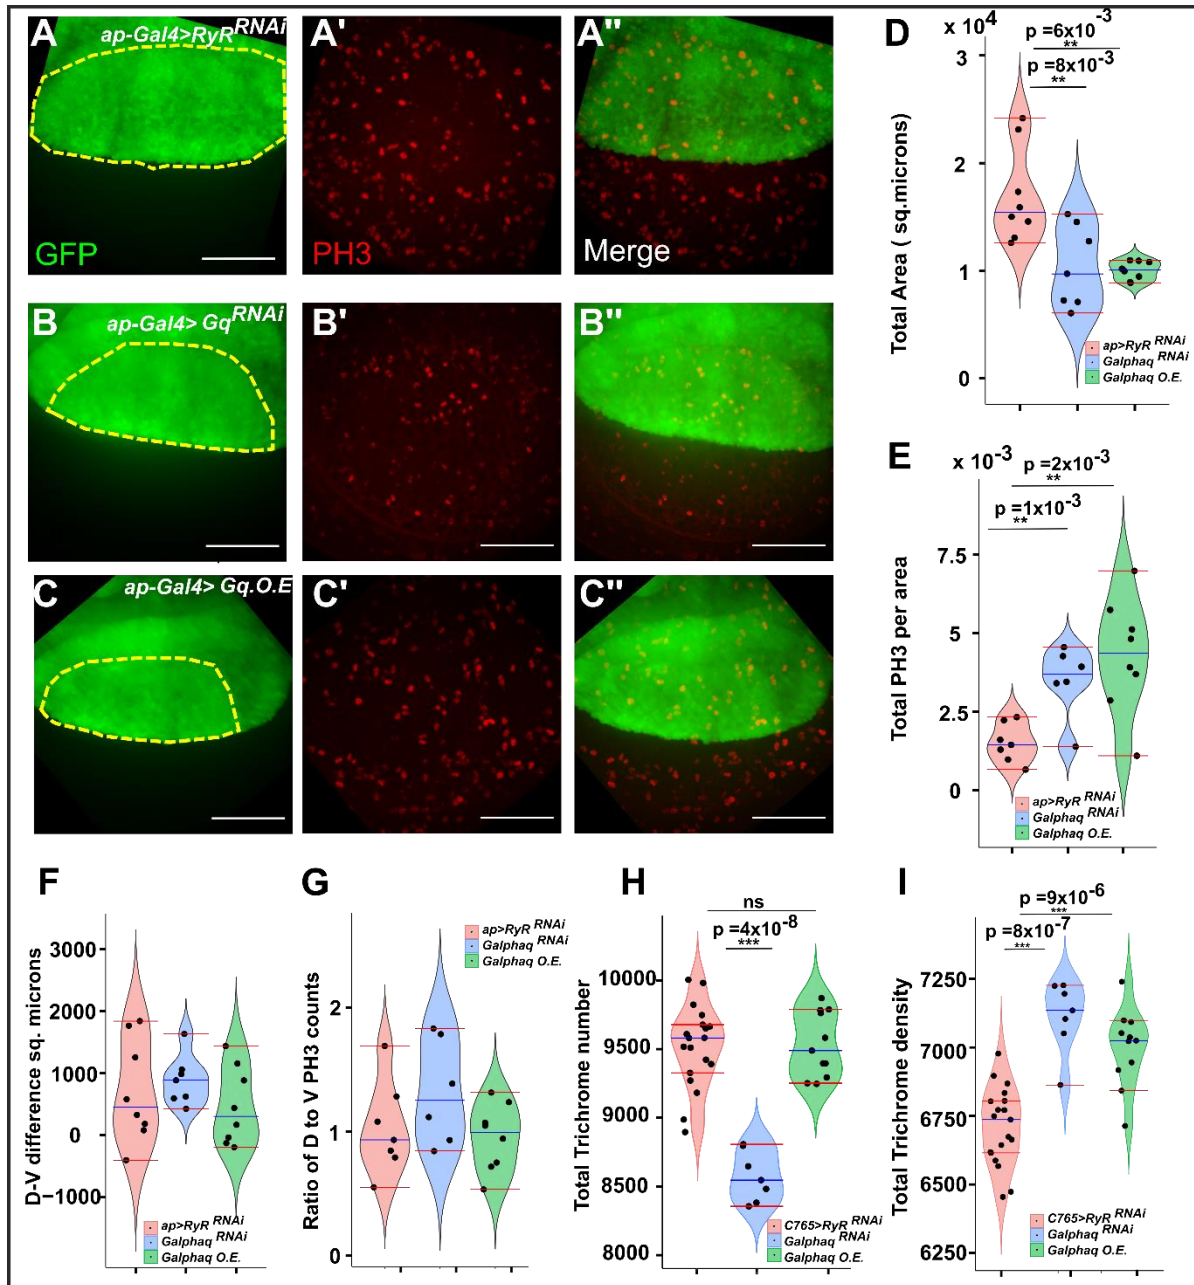 A
ap-Gal4>RyR RNAi
GFP
A'
PH3
A"
Merge
B
ap-Gal4> Gq RNAi
B'
B"
C
ap-Gal4> Gq.O.E
C'
C"
D
x 10 4
p =6x10 -3
**
p =8x10 -3
**
3
2
1
0
Total Area ( sq.microns)
ap>RyR RNAi
Galphaq RNAi
Galphaq O.E.
E
x 10 -3
p =2x10 -3
**
p =1x10 -3
**
7.5
5
2.5
0
Total PH3 per area
ap>RyR RNAi
Galphaq RNAi
Galphaq O.E.
F
3000
2000
1000
0
−1000
D-V difference sq. microns
ap>RyR RNAi
Galphaq RNAi
Galphaq O.E.
G
2
1
0
Ratio of D to V PH3 counts
ap>RyR RNAi
Galphaq RNAi
Galphaq O.E.
H
ns
p =4x10 -8
***
10000
9500
9000
8500
8000
Total Trichrome number
C765>RyR RNAi
Galphaq RNAi
Galphaq O.E.
I
p =9x10 -6
***
p =8x10 -7
***
7250
7000
6750
6500
6250
Total Trichrome density
C765>RyR RNAi
Galphaq RNAi
Galphaq O.E.